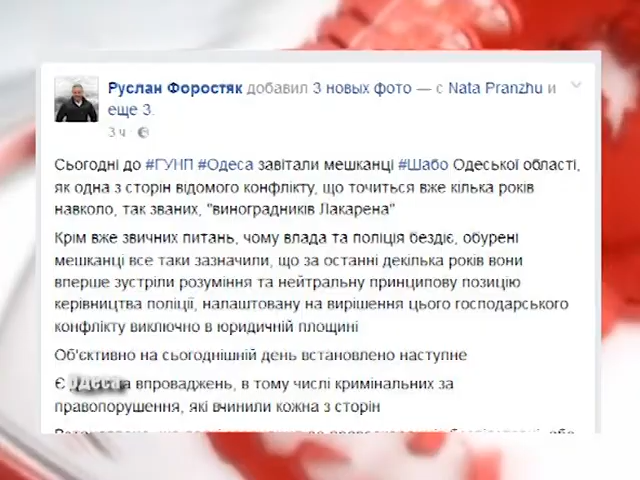 Руслан Форостяк добавил 3 новых фото — с Nata Pranzhu и
еще 3.
3 ч ·
Сьогодні до #ГУНП #Одеса завітали мешканці #Шабо Одеської області,
як одна з сторін відомого конфлікту, що точиться вже кілька років
навколо, так званих, "виноградників Лакарена"
Крім вже звичних питань, чому влада та поліція бездіє, обурені
мешканці все таки зазначили, що за останні декілька років вони
вперше зустріли розуміння та нейтральну принципову позицію
керівництва поліції, налаштовану на вирішення цього господарського
конфлікту виключно в юридичній площині
Об'єктивно на сьогоднішній день встановлено наступне
Є впроваджень, в тому числі кримінальних за
Одеса
правопорушення, які вчинили кожна з сторін